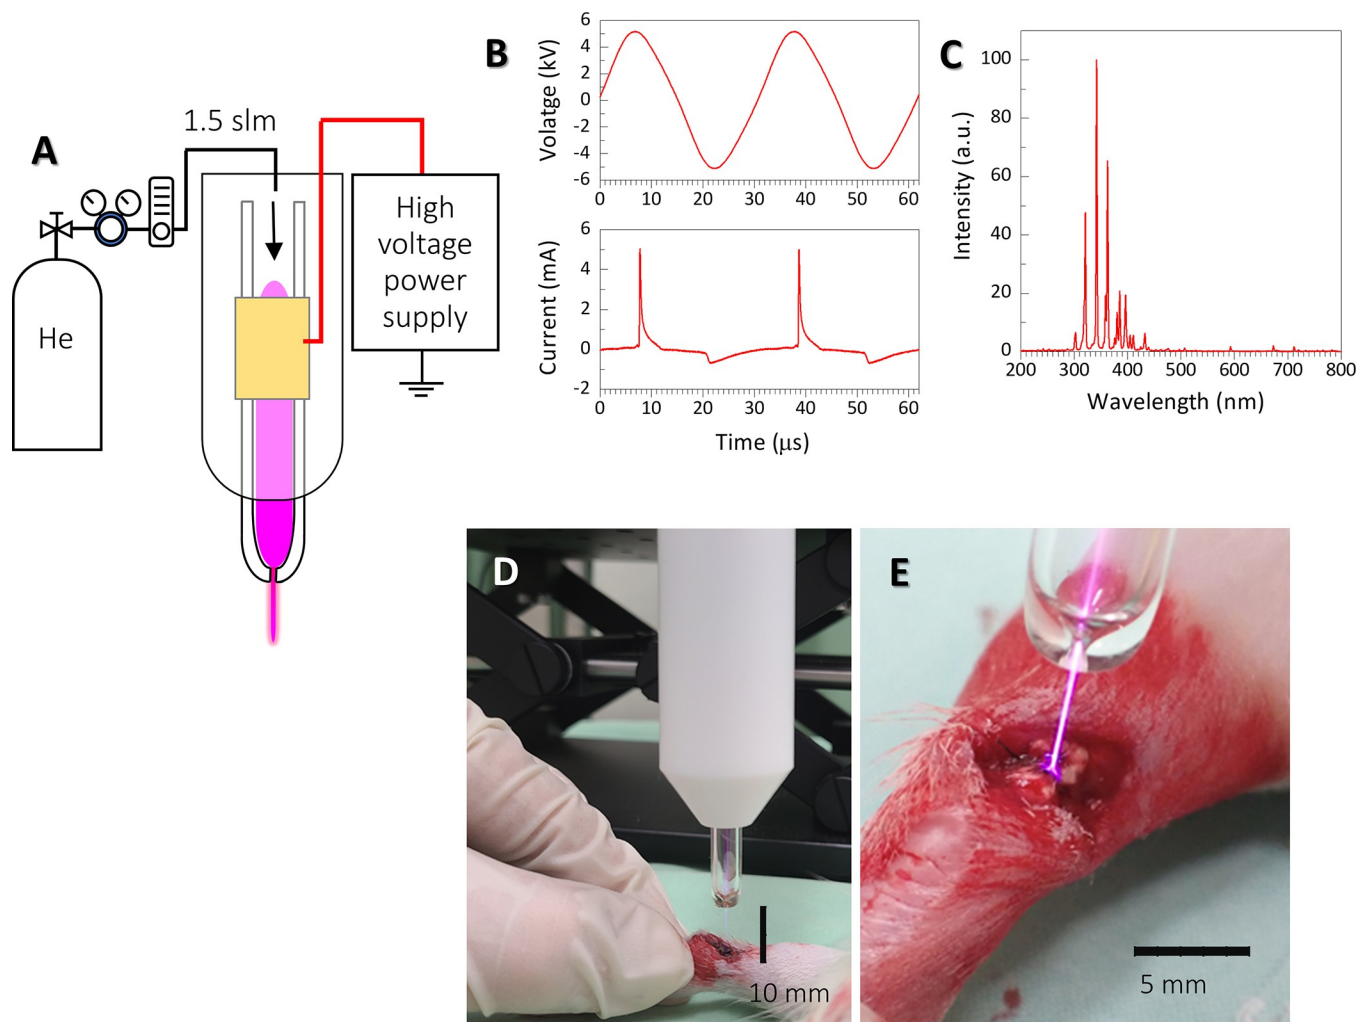 A
1.5 slm
He
High
voltage
power
supply
B
Volatge (kV)
6
4
2
0
-2
-4
-6
0 10 20 30 40 50 60
Currrent (mA)
6
4
2
0
-2
0 10 20 30 40 50 60
Time (μs)
C
Intensity (a.u.)
100
80
60
40
20
0
200 300 400 500 600 700 800
Wavelength (nm)
D
10 mm
E
5 mm